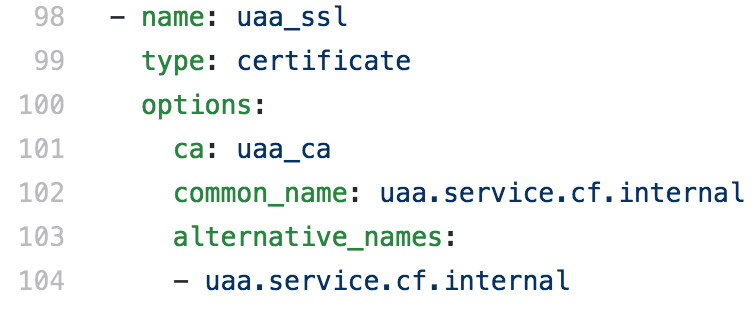 98 - name: uaa_ssl
99 type: certificate
100 options:
101 ca: uaa_ca
102 common_name: uaa.service.cf.internal
103 alternative_names:
104 - uaa.service.cf.internal